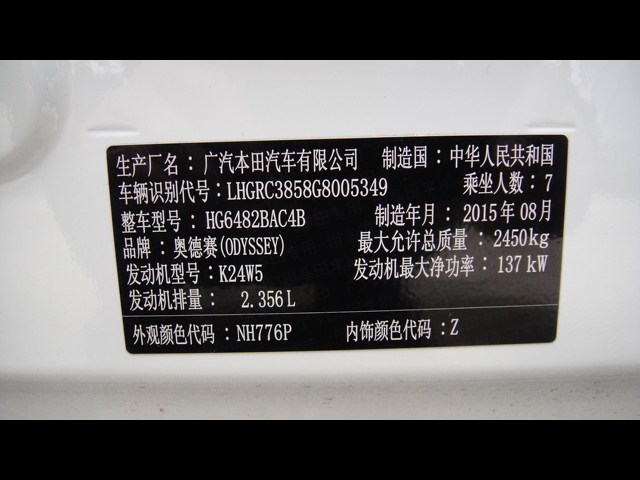 生产厂名：广汽本田汽车有限公司 制造国：中华人民共和国
车辆识别代号：LHGRC3858G8005349 乘坐人数：7
整车型号：HG6482BAC4B 制造年月：2015年08月
品牌：奥德赛(ODYSSEY) 最大允许总质量：2450kg
发动机型号：K24W5 发动机最大净功率：137kW
发动机排量：2.356L
外观颜色代码：NH776P 内饰颜色代码：Z